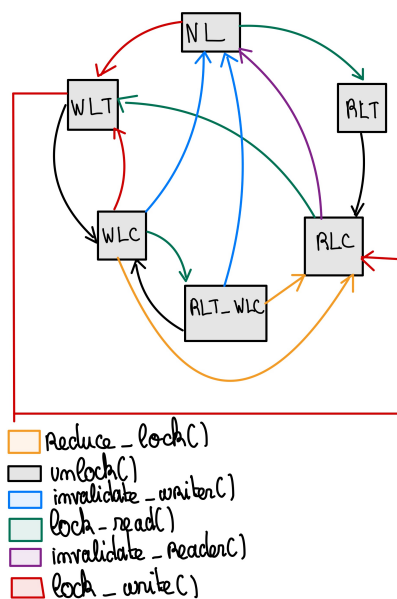 NL
WLT
RLT
WLC
RLC
RLT_WLC
Reduce_lock()
unlock()
invalidate_writer()
lock_read()
invalidate_Reader()
lock_write()